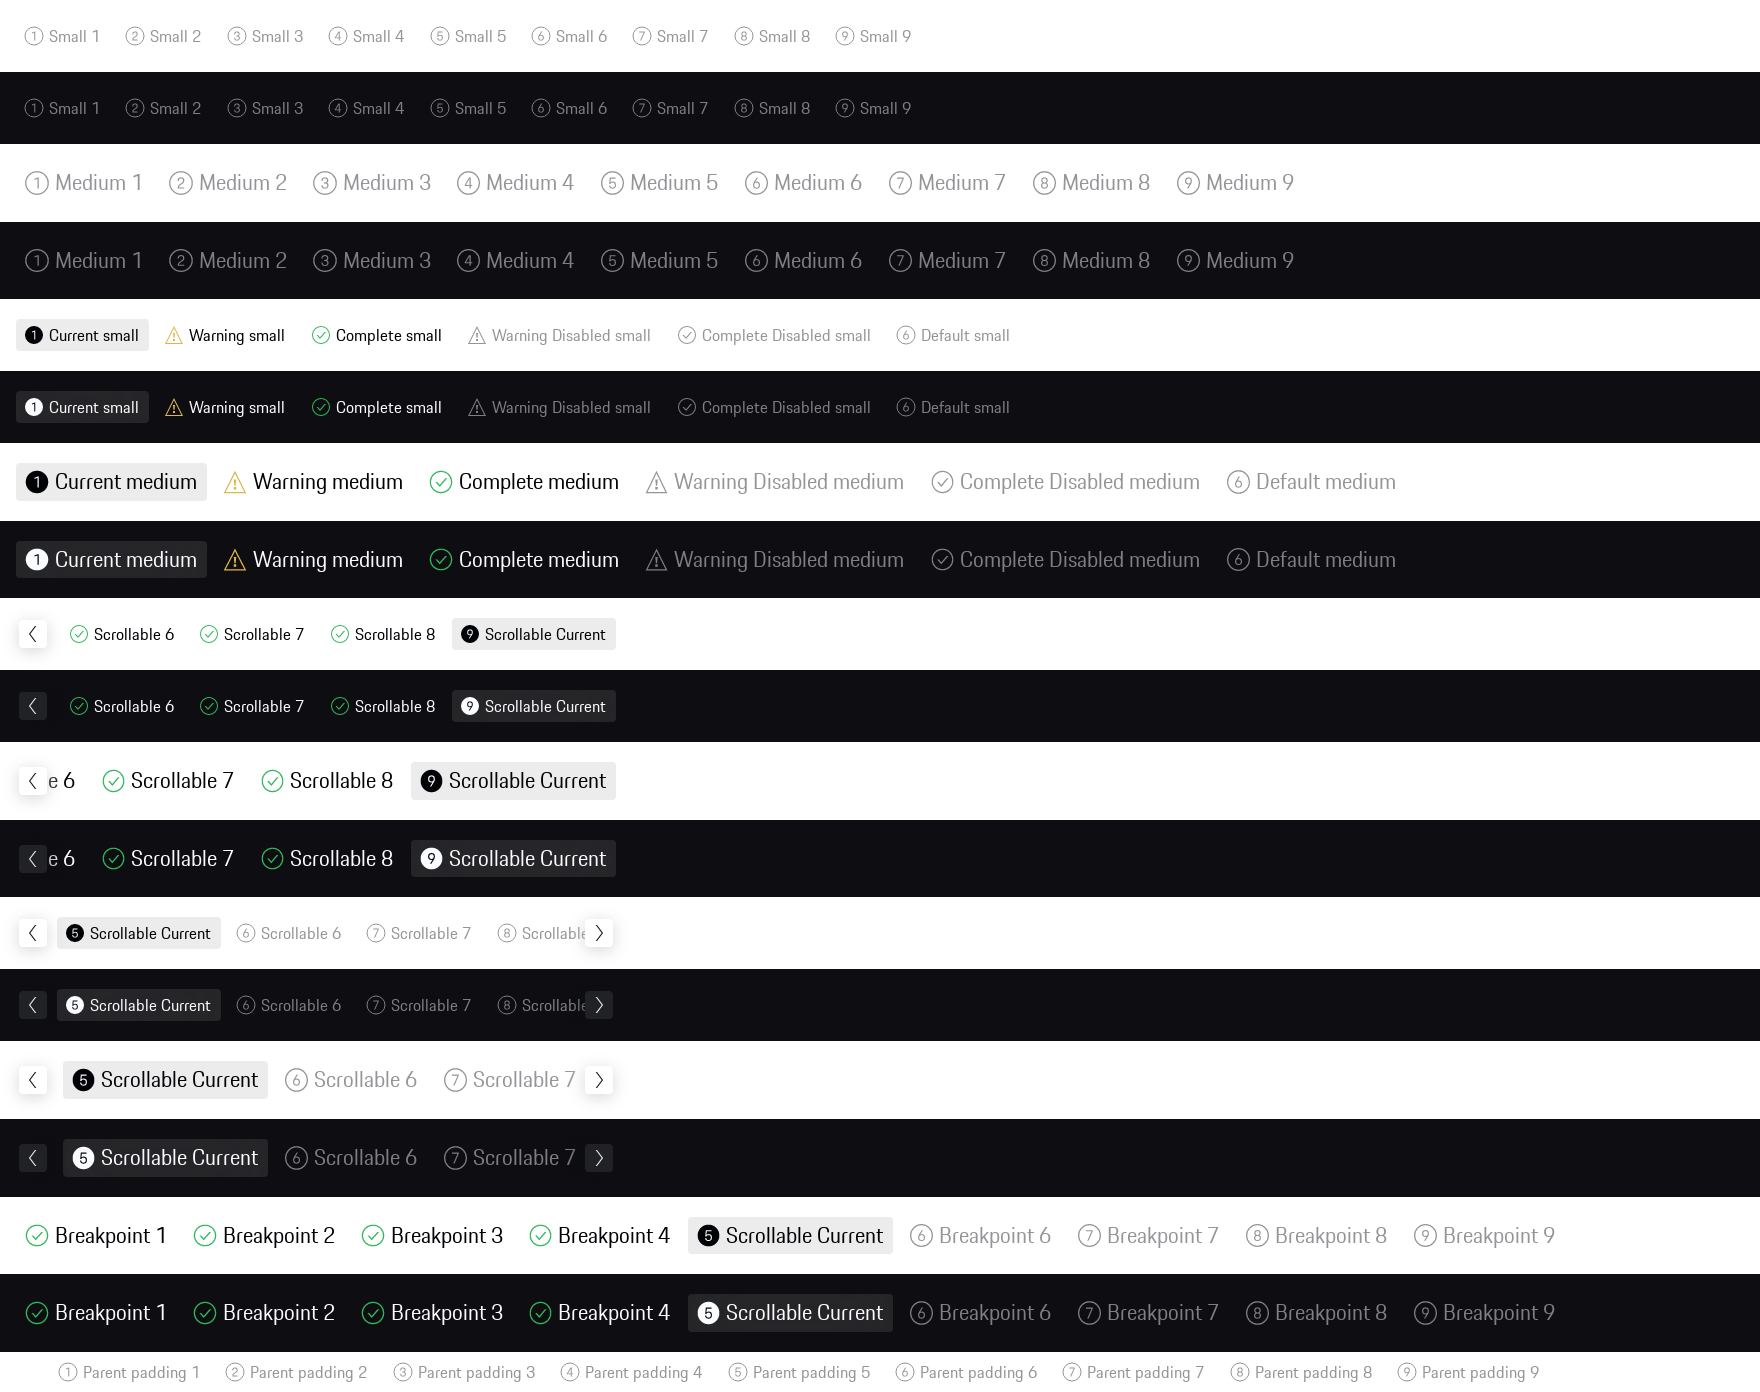 1 Small 1 2 Small 2 3 Small 3 4 Small 4 5 Small 5 6 Small 6 7 Small 7 8 Small 8 9 Small 9
1 Small 1 2 Small 2 3 Small 3 4 Small 4 5 Small 5 6 Small 6 7 Small 7 8 Small 8 9 Small 9
1 Medium 1 2 Medium 2 3 Medium 3 4 Medium 4 5 Medium 5 6 Medium 6 7 Medium 7 8 Medium 8 9 Medium 9
1 Medium 1 2 Medium 2 3 Medium 3 4 Medium 4 5 Medium 5 6 Medium 6 7 Medium 7 8 Medium 8 9 Medium 9
1 Current small Warning small Complete small Warning Disabled small Complete Disabled small 6 Default small
1 Current small Warning small Complete small Warning Disabled small Complete Disabled small 6 Default small
1 Current medium Warning medium Complete medium Warning Disabled medium Complete Disabled medium 6 Default medium
1 Current medium Warning medium Complete medium Warning Disabled medium Complete Disabled medium 6 Default medium
Scrollable 6 Scrollable 7 Scrollable 8 9 Scrollable Current
Scrollable 6 Scrollable 7 Scrollable 8 9 Scrollable Current
e 6 Scrollable 7 Scrollable 8 9 Scrollable Current
e 6 Scrollable 7 Scrollable 8 9 Scrollable Current
5 Scrollable Current 6 Scrollable 6 7 Scrollable 7 8 Scrollable
5 Scrollable Current 6 Scrollable 6 7 Scrollable 7 8 Scrollable
5 Scrollable Current 6 Scrollable 6 7 Scrollable 7
5 Scrollable Current 6 Scrollable 6 7 Scrollable 7
Breakpoint 1 Breakpoint 2 Breakpoint 3 Breakpoint 4 5 Scrollable Current 6 Breakpoint 6 7 Breakpoint 7 8 Breakpoint 8 9 Breakpoint 9
Breakpoint 1 Breakpoint 2 Breakpoint 3 Breakpoint 4 5 Scrollable Current 6 Breakpoint 6 7 Breakpoint 7 8 Breakpoint 8 9 Breakpoint 9
1 Parent padding 1 2 Parent padding 2 3 Parent padding 3 4 Parent padding 4 5 Parent padding 5 6 Parent padding 6 7 Parent padding 7 8 Parent padding 8 9 Parent padding 9